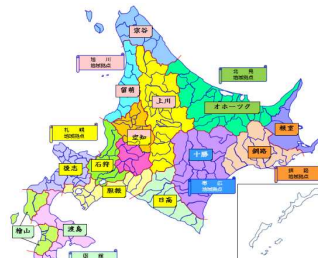 宗谷
旭川
地域拠点
北見
地域拠点
留萌
上川
オホーツク
札幌
地域拠点
空知
根室
石狩
十勝
釧路
後志
胆振
帯広
地域拠点
釧路
地域拠点
日高
檜山
渡島
函館